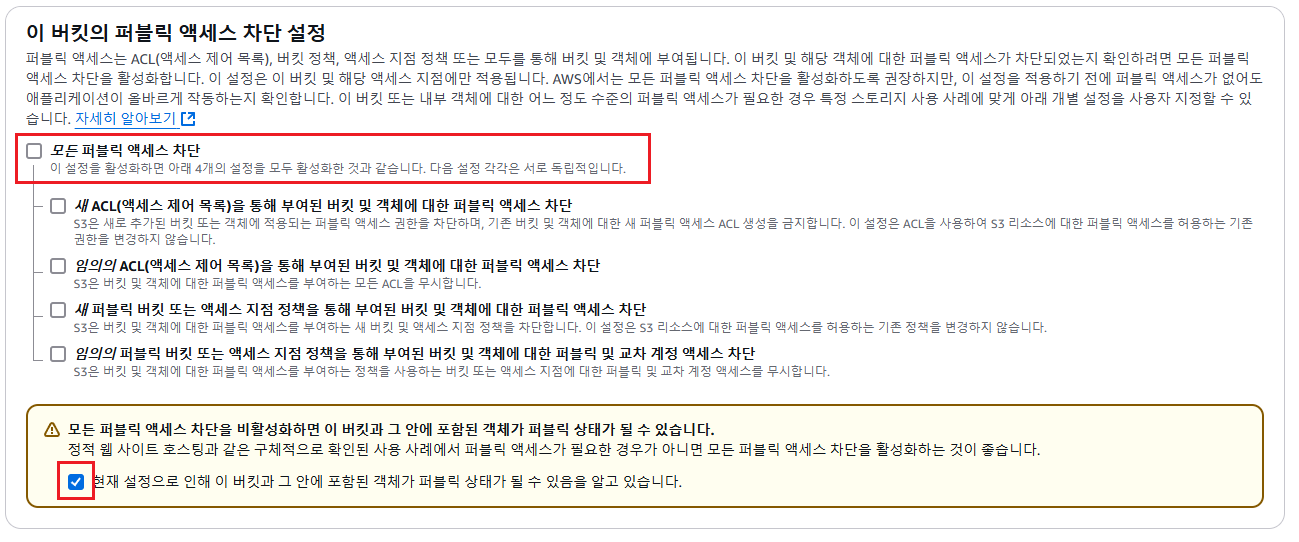 이 버킷의 퍼블릭 액세스 차단 설정
퍼블릭 액세스는 ACL(액세스 제어 목록), 버킷 정책, 액세스 지점 정책 또는 모두를 통해 버킷 및 객체에 부여됩니다. 이 버킷 및 해당 객체에 대한 퍼블릭 액세스가 차단되었는지 확인하려면 모든 퍼블릭
액세스 차단을 활성화합니다. 이 설정은 이 버킷 및 해당 액세스 지점에만 적용됩니다. AWS에서는 모든 퍼블릭 액세스 차단을 활성화하도록 권장하지만, 이 설정을 적용하기 전에 퍼블릭 액세스가 없어도
애플리케이션이 올바르게 작동하는지 확인합니다. 이 버킷 또는 내부 객체에 대한 어느 정도 수준의 퍼블릭 액세스가 필요한 경우 특정 스토리지 사용 사례에 맞게 아래 개별 설정을 사용자 지정할 수 있
습니다. 자세히 알아보기
모든 퍼블릭 액세스 차단
이 설정을 활성화하면 아래 4개의 설정을 모두 활성화한 것과 같습니다. 다음 설정 각각은 서로 독립적입니다.
새 ACL(액세스 제어 목록)을 통해 부여된 버킷 및 객체에 대한 퍼블릭 액세스 차단
S3은 새로 추가된 버킷 또는 객체에 적용되는 퍼블릭 액세스 권한을 차단하며, 기존 버킷 및 객체에 대한 새 퍼블릭 액세스 ACL 생성을 금지합니다. 이 설정은 ACL을 사용하여 S3 리소스에 대한 퍼블릭 액세스를 허용하는 기존
권한을 변경하지 않습니다.
임의의 ACL(액세스 제어 목록)을 통해 부여된 버킷 및 객체에 대한 퍼블릭 액세스 차단
S3은 버킷 및 객체에 대한 퍼블릭 액세스를 부여하는 모든 ACL을 무시합니다.
새 퍼블릭 버킷 또는 액세스 지점 정책을 통해 부여된 버킷 및 객체에 대한 퍼블릭 액세스 차단
S3은 버킷 및 객체에 대한 퍼블릭 액세스를 부여하는 새 버킷 및 액세스 지점 정책을 차단합니다. 이 설정은 S3 리소스에 대한 퍼블릭 액세스를 허용하는 기존 정책을 변경하지 않습니다.
임의의 퍼블릭 버킷 또는 액세스 지점 정책을 통해 부여된 버킷 및 객체에 대한 퍼블릭 및 교차 계정 액세스 차단
S3은 버킷 및 객체에 대한 퍼블릭 액세스를 부여하는 정책을 사용하는 버킷 또는 액세스 지점에 대한 퍼블릭 및 교차 계정 액세스를 무시합니다.
모든 퍼블릭 액세스 차단을 비활성화하면 이 버킷과 그 안에 포함된 객체가 퍼블릭 상태가 될 수 있습니다.
정적 웹 사이트 호스팅과 같은 구체적으로 확인된 사용 사례에서 퍼블릭 액세스가 필요한 경우가 아니면 모든 퍼블릭 액세스 차단을 활성화하는 것이 좋습니다.
현재 설정으로 인해 이 버킷과 그 안에 포함된 객체가 퍼블릭 상태가 될 수 있음을 알고 있습니다.